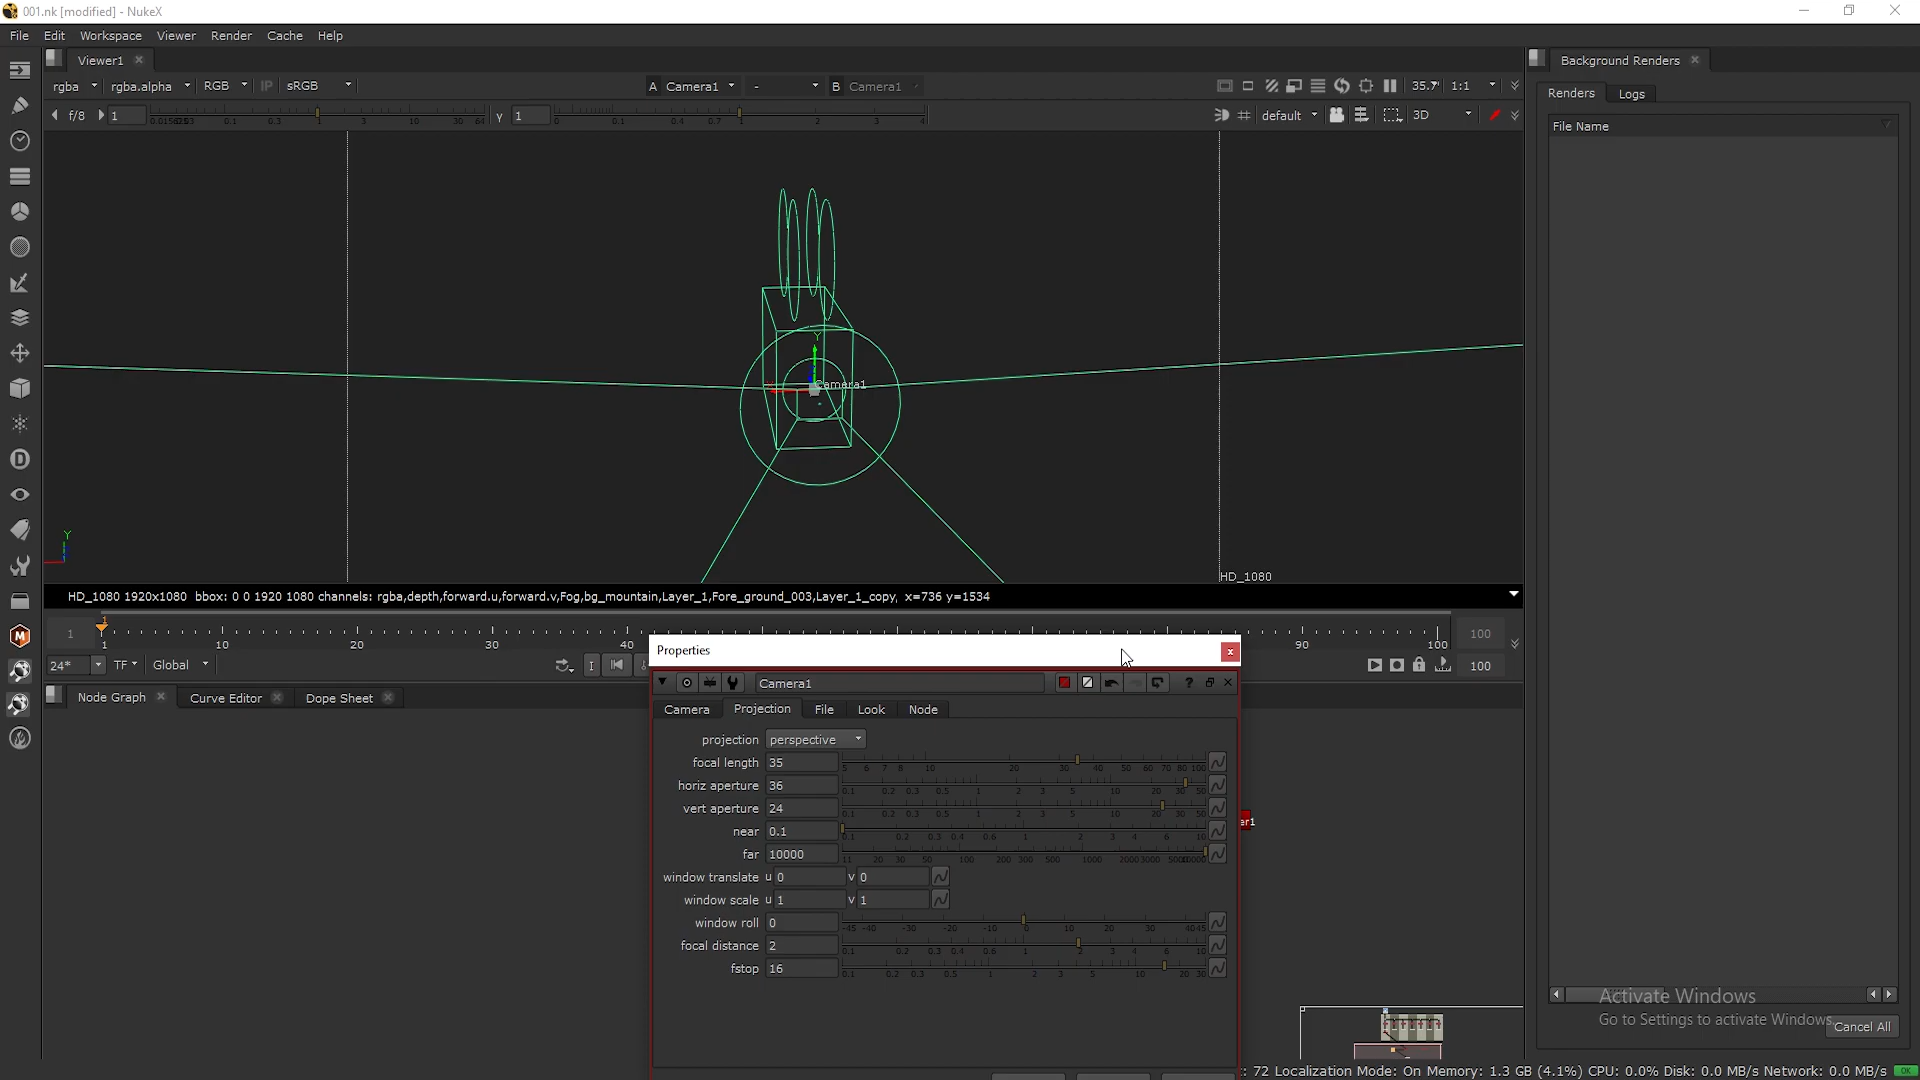 001.nk [modified] - NukeX
File Edit Workspace Viewer Render Cache Help
Viewer1
rgba rgba.alpha RGB IP sRGB A Camera1 - B Camera1 35.7 1:1
f/8 1 γ 1 default 3D
Y
Camera1
Y
HD_1080
HD_1080 1920x1080 bbox: 0 0 1920 1080 channels: rgba,depth,forward.u,forward.v,Fog,bg_mountain,Layer_1,Fore_ground_003,Layer_1_copy, x=736 y=1534
1 1 1 10 20 30 40 90 100 100
24* TF Global I 100
Node Graph Curve Editor Dope Sheet
Properties
Camera1
Camera Projection File Look Node
projection perspective
focal length 35
horiz aperture 36
vert aperture 24
near 0.1
far 10000
window translate u 0 v 0
window scale u 1 v 1
window roll 0
focal distance 2
fstop 16
er1
Background Renders
Renders Logs
File Name
Activate Windows
Go to Settings to activate Windows.
Cancel All
: 72 Localization Mode: On Memory: 1.3 GB (4.1%) CPU: 0.0% Disk: 0.0 MB/s Network: 0.0 MB/s OK